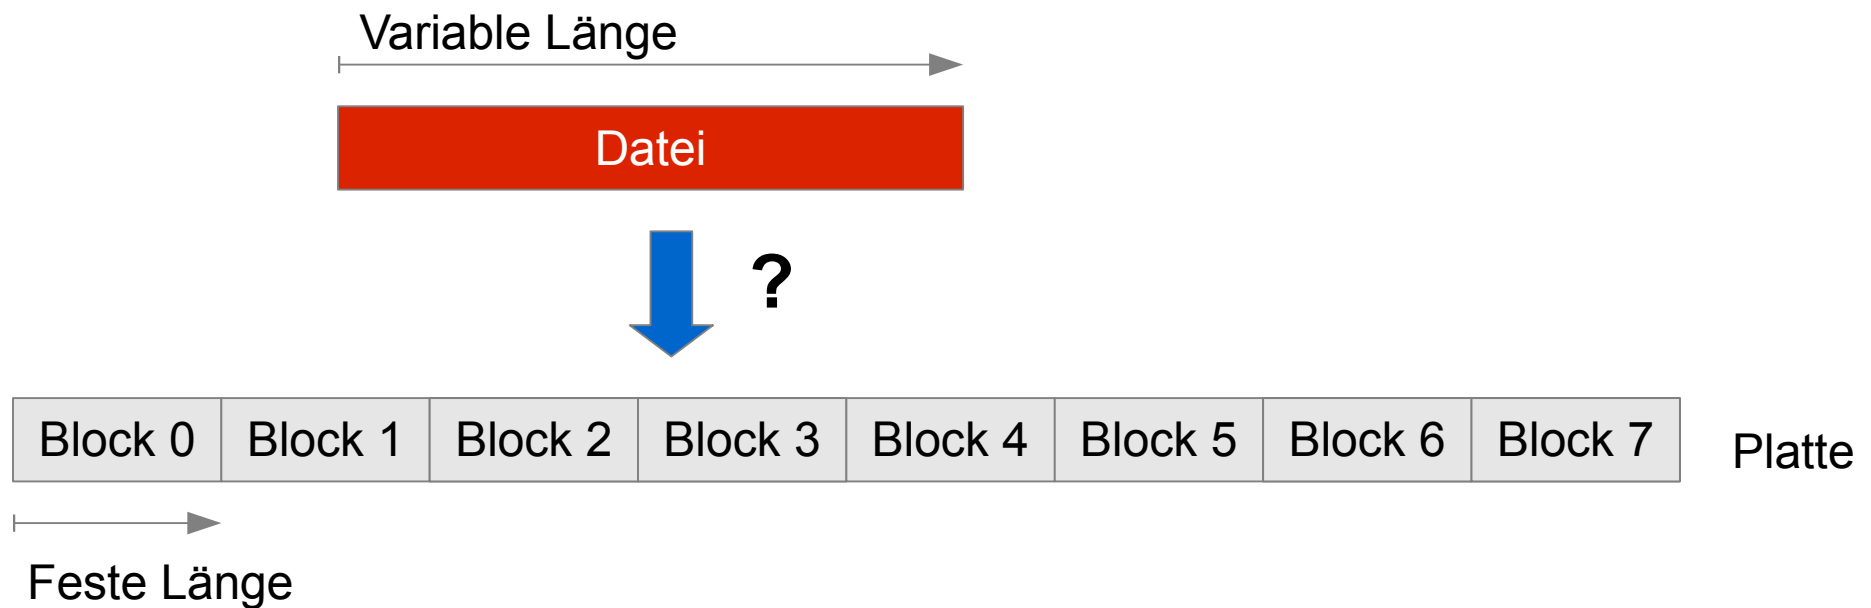 Variable Länge
Datei
?
Block 0 Block 1 Block 2 Block 3 Block 4 Block 5 Block 6 Block 7 Platte
Feste Länge